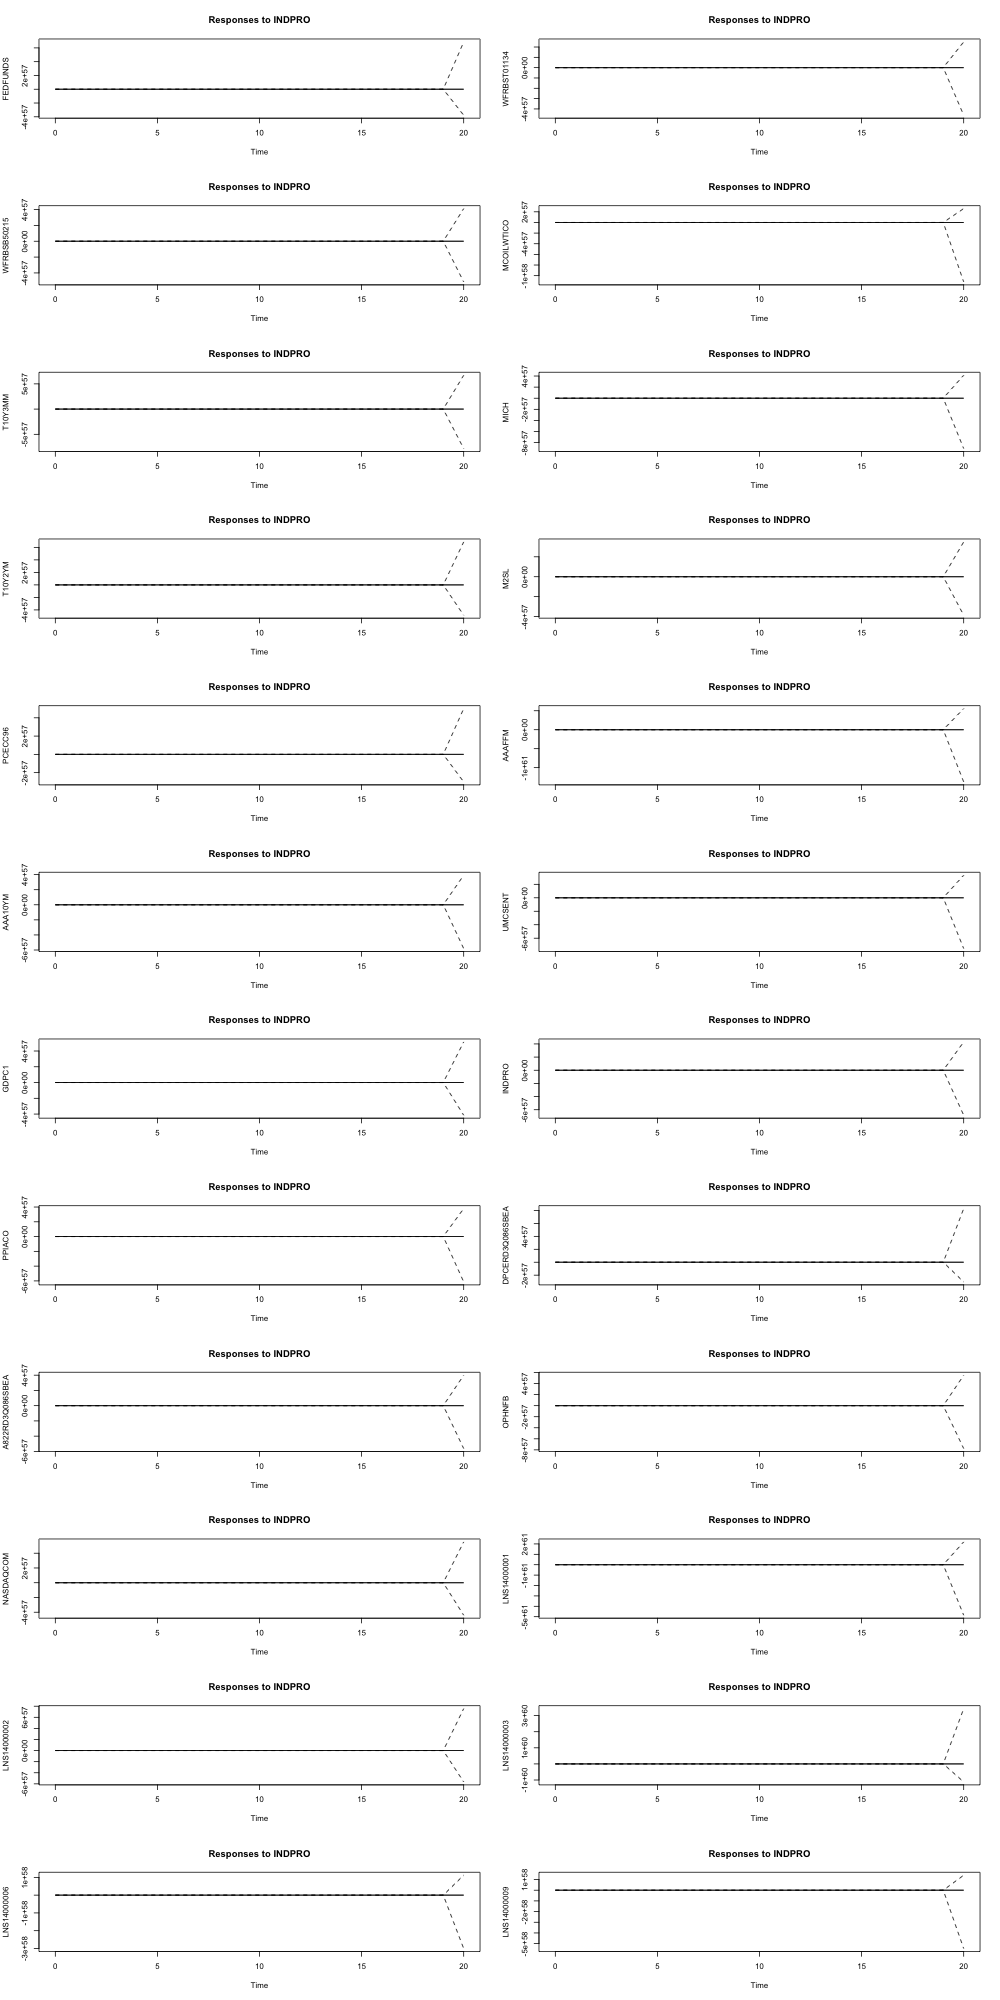 Responses to INDPRO
FEDFUNDS
-4e+57 2e+57
0 5 10 15 20
Time
Responses to INDPRO
WFRBST01134
-4e+57 0e+00
0 5 10 15 20
Time
Responses to INDPRO
WFRBSB50215
-4e+57 0e+00 4e+57
0 5 10 15 20
Time
Responses to INDPRO
MCOILWTICO
-1e+58 -4e+57 2e+57
0 5 10 15 20
Time
Responses to INDPRO
T10Y3MM
-5e+57 5e+57
0 5 10 15 20
Time
Responses to INDPRO
MICH
-8e+57 -2e+57 4e+57
0 5 10 15 20
Time
Responses to INDPRO
T10Y2YM
-4e+57 2e+57
0 5 10 15 20
Time
Responses to INDPRO
M2SL
-4e+57 0e+00
0 5 10 15 20
Time
Responses to INDPRO
PCECC96
-2e+57 2e+57
0 5 10 15 20
Time
Responses to INDPRO
AAAFFM
-1e+61 0e+00
0 5 10 15 20
Time
Responses to INDPRO
AAA10YM
-6e+57 0e+00 4e+57
0 5 10 15 20
Time
Responses to INDPRO
UMCSENT
-6e+57 0e+00
0 5 10 15 20
Time
Responses to INDPRO
GDPC1
-4e+57 0e+00 4e+57
0 5 10 15 20
Time
Responses to INDPRO
INDPRO
-6e+57 0e+00
0 5 10 15 20
Time
Responses to INDPRO
PPIACO
-6e+57 0e+00 4e+57
0 5 10 15 20
Time
Responses to INDPRO
DPCERD3Q086SBEA
-2e+57 4e+57
0 5 10 15 20
Time
Responses to INDPRO
A822RD3Q086SBEA
-6e+57 0e+00 4e+57
0 5 10 15 20
Time
Responses to INDPRO
OPHNFB
-8e+57 -2e+57 4e+57
0 5 10 15 20
Time
Responses to INDPRO
NASDAQCOM
-4e+57 2e+57
0 5 10 15 20
Time
Responses to INDPRO
LNS14000001
-5e+61 -1e+61 2e+61
0 5 10 15 20
Time
Responses to INDPRO
LNS14000002
-6e+57 0e+00 6e+57
0 5 10 15 20
Time
Responses to INDPRO
LNS14000003
-1e+60 1e+60 3e+60
0 5 10 15 20
Time
Responses to INDPRO
LNS14000006
-3e+58 -1e+58 1e+58
0 5 10 15 20
Time
Responses to INDPRO
LNS14000009
-5e+58 -2e+58 1e+58
0 5 10 15 20
Time